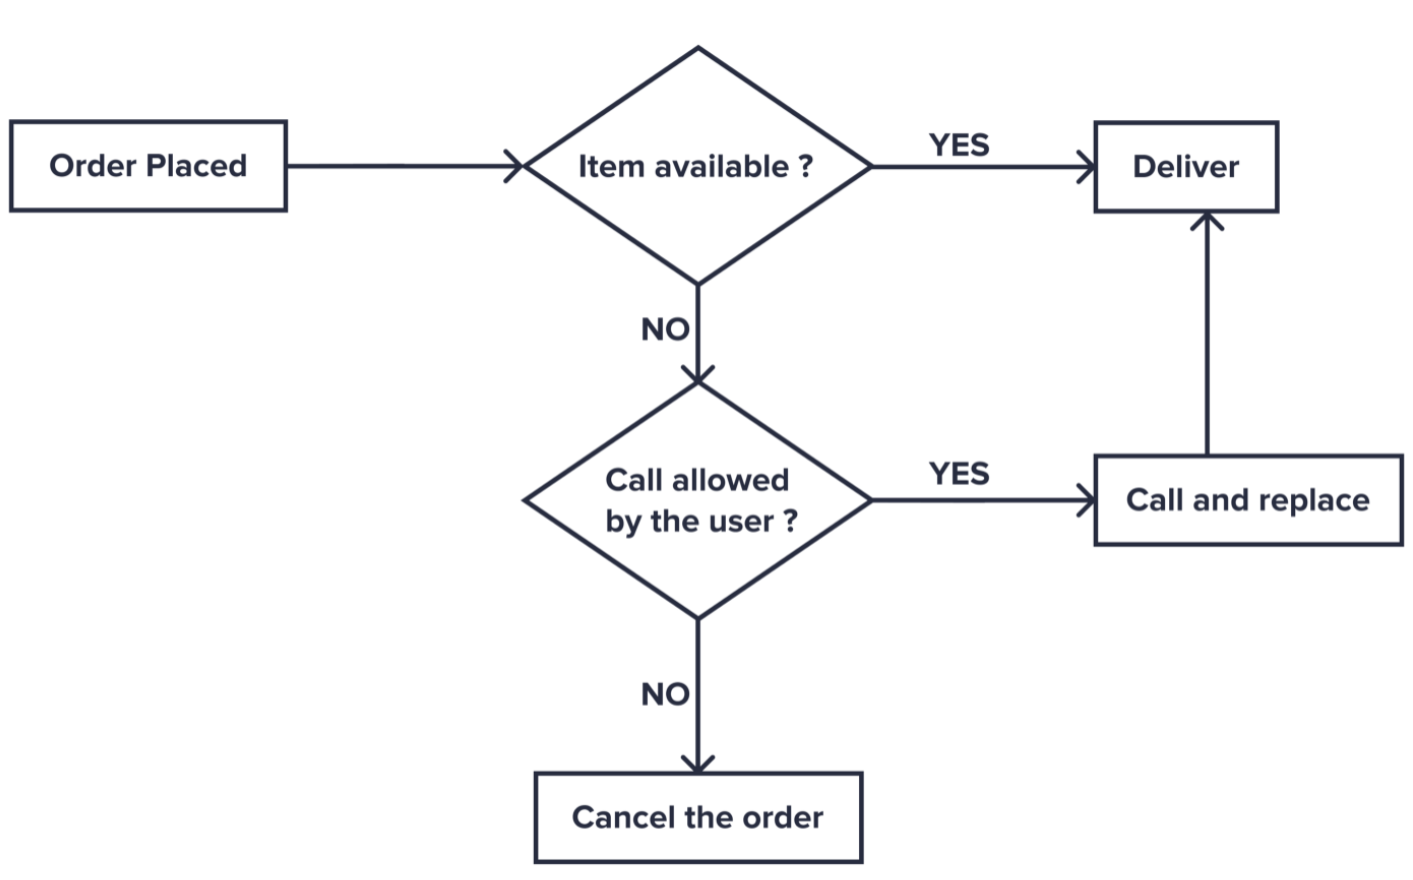 Order Placed
Item available ?
YES
Deliver
NO
Call allowed
by the user ?
YES
Call and replace
NO
Cancel the order